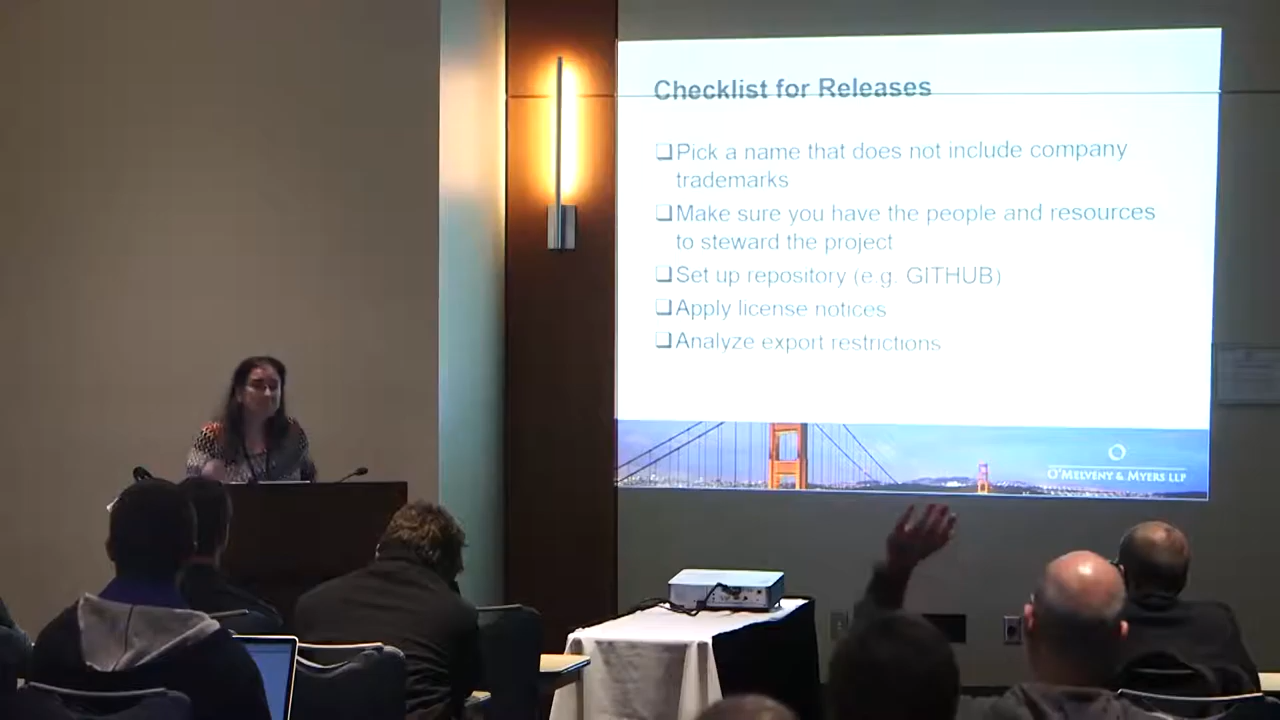 Checklist for Releases
❑Pick a name that does not include company
trademarks
❑Make sure you have the people and resources
to steward the project
❑Set up repository (e.g. GITHUB)
❑Apply license notices
❑Analyze export restrictions
O'MELVENY & MYERS LLP